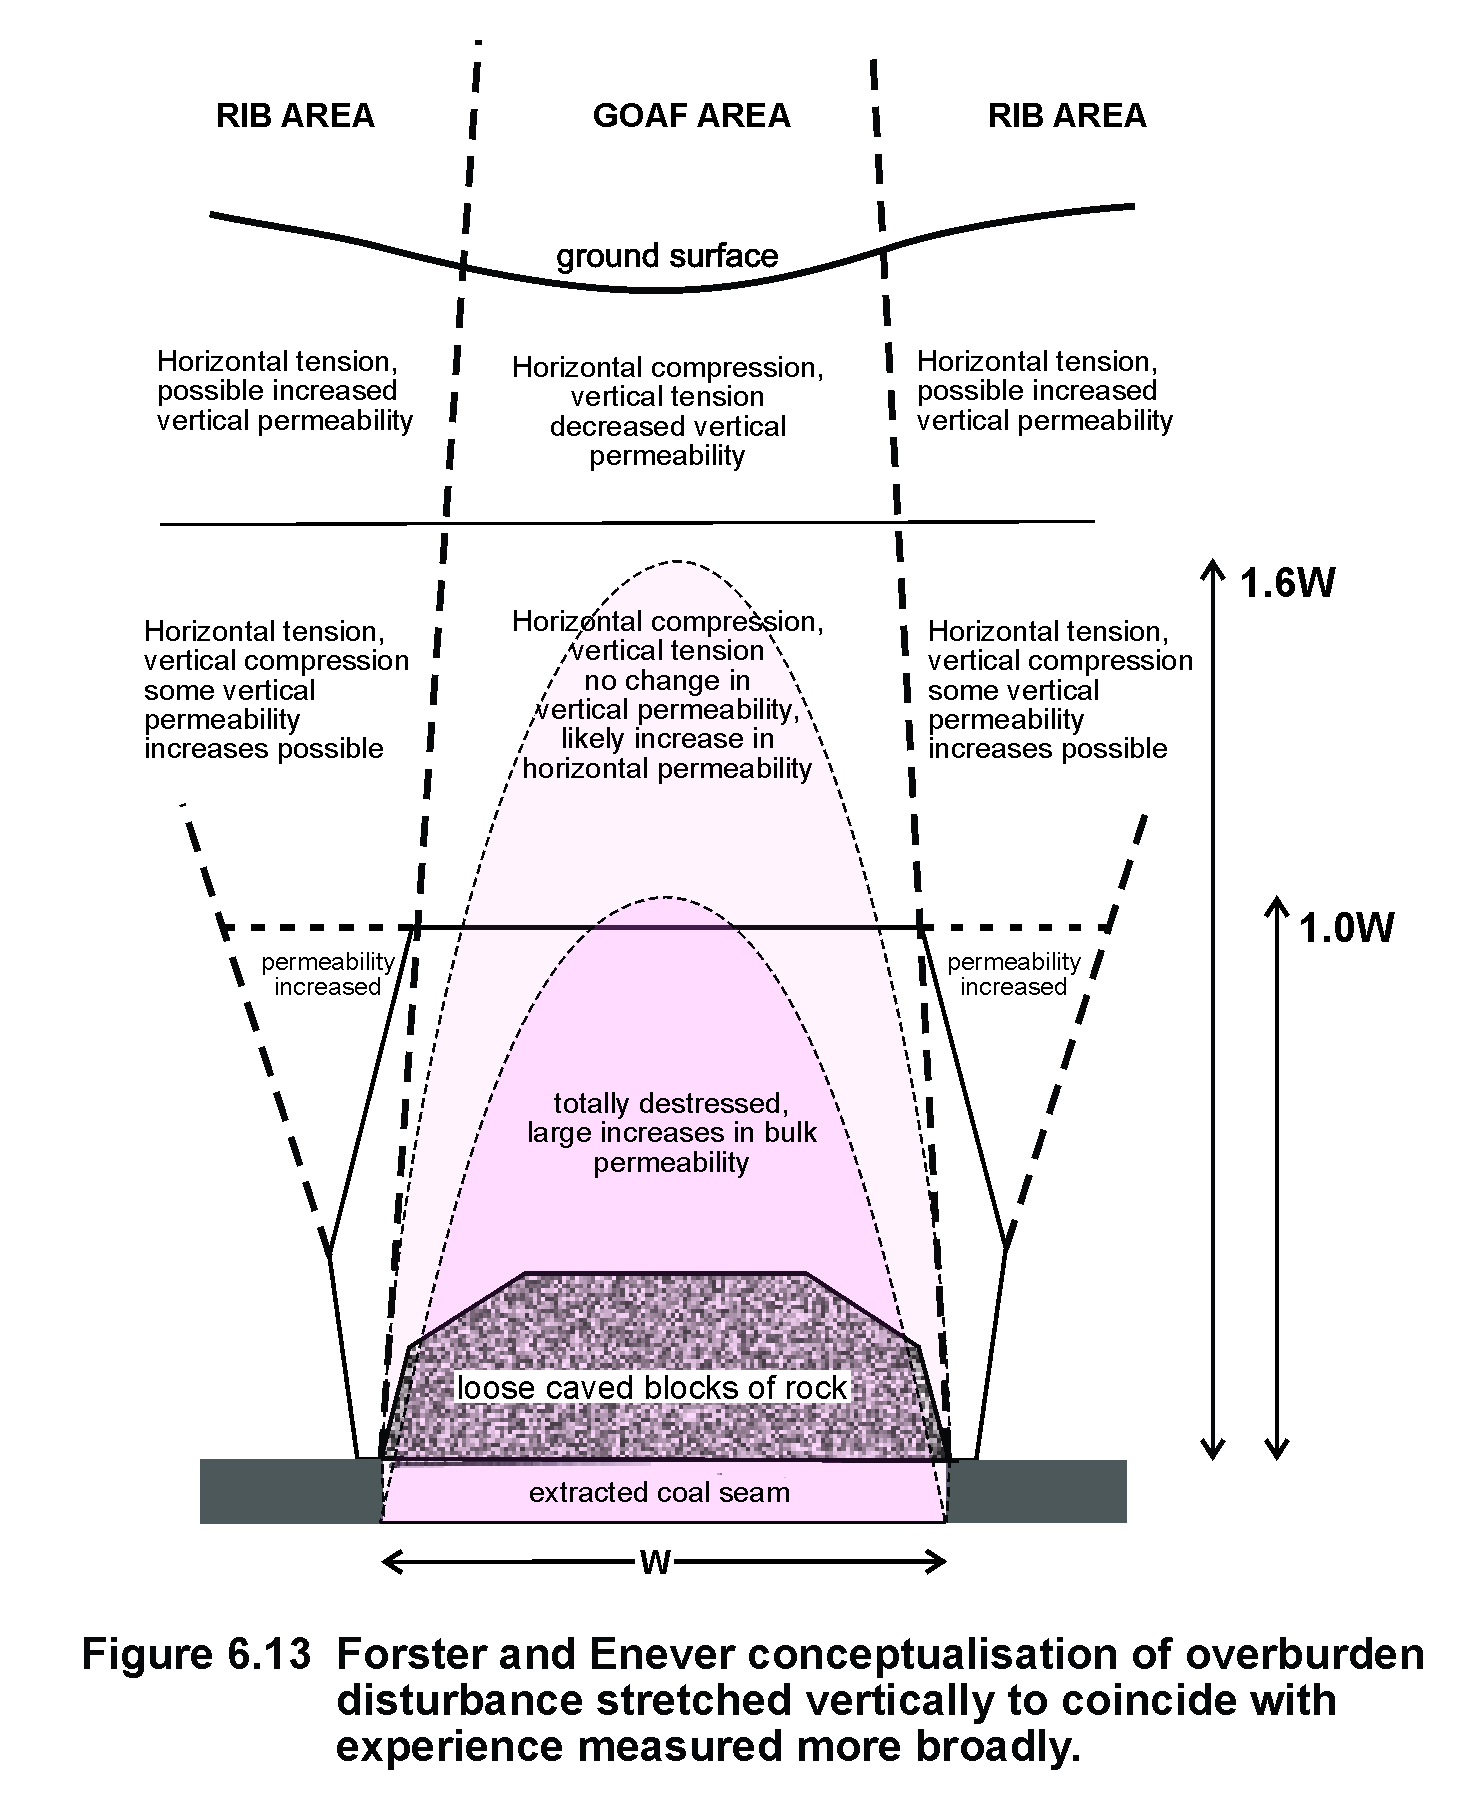 RIB AREA
GOAF AREA
RIB AREA
ground surface
Horizontal tension,
possible increased
vertical permeability
Horizontal compression,
vertical tension
decreased vertical
permeability
Horizontal tension,
possible increased
vertical permeability
1.6W
Horizontal tension,
vertical compression
some vertical
permeability
increases possible
Horizontal compression,
vertical tension
no change in
vertical permeability,
likely increase in
horizontal permeability
Horizontal tension,
vertical compression
some vertical
permeability
increases possible
1.0W
permeability
increased
permeability
increased
totally destressed,
large increases in bulk
permeability
loose caved blocks of rock
extracted coal seam
W
Figure 6.13 Forster and Enever conceptualisation of overburden
disturbance stretched vertically to coincide with
experience measured more broadly.